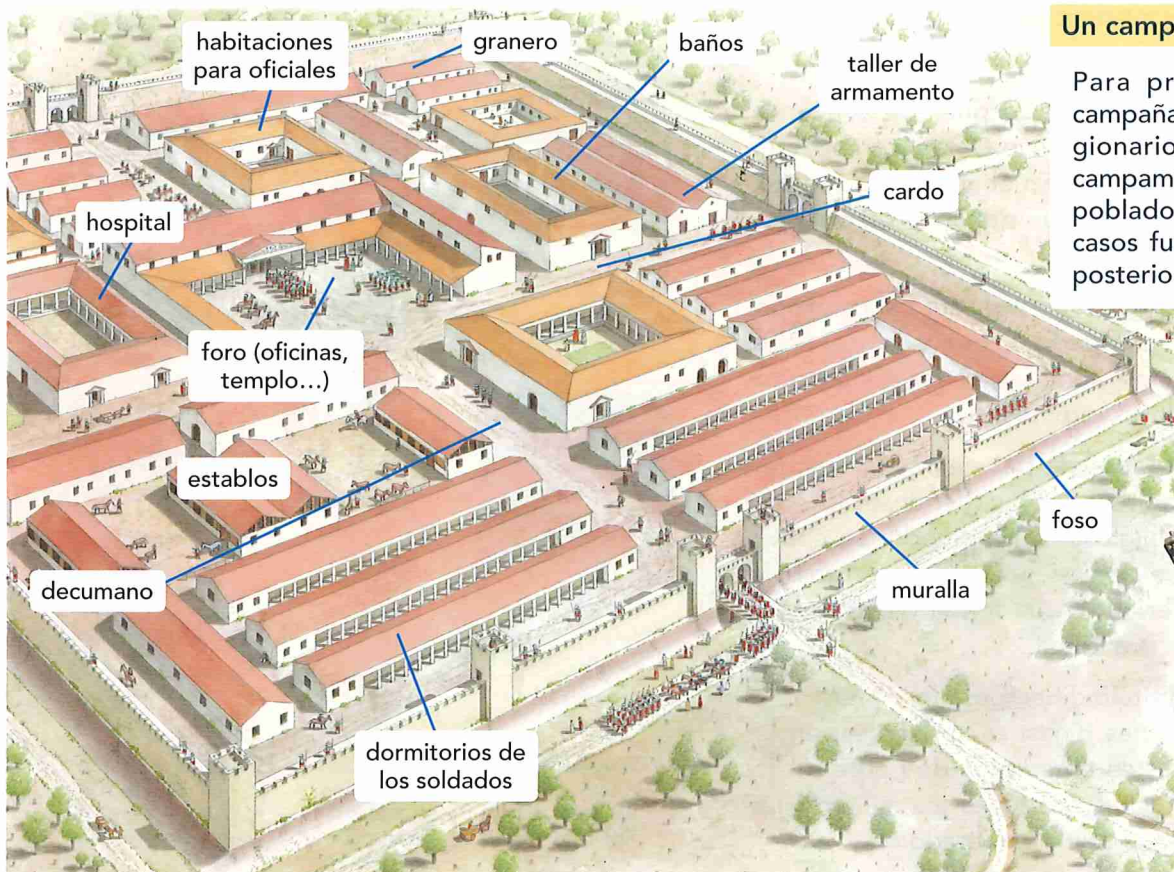 habitaciones
para oficiales
granero
baños
taller de
armamento
cardo
hospital
foro (oficinas,
templo...)
establos
decumano
dormitorios de
los soldados
muralla
foso
Un camp
Para pr
campaña
gionario
campam
poblado
casos fu
posterio